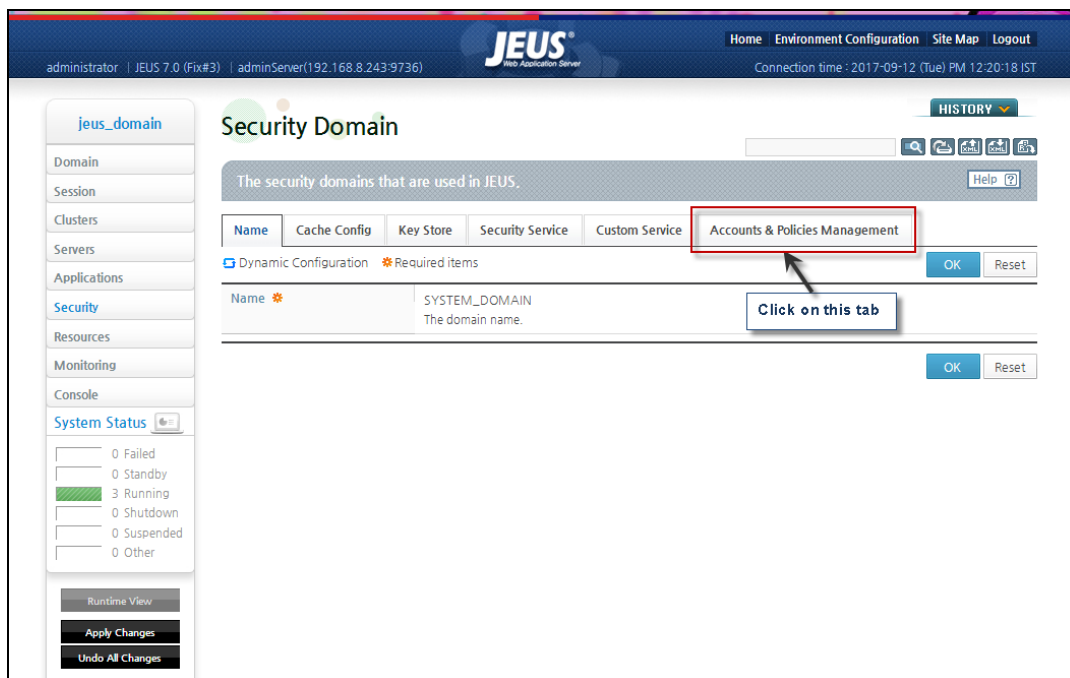 JEUS
Web Application Server
Home Environment Configuration Site Map Logout
administrator | JEUS 7.0 (Fix#3) | adminServer(192.168.8.243:9736)
Connection time : 2017-09-12 (Tue) PM 12:20:18 IST
HISTORY
jeus_domain
Domain
Session
Clusters
Servers
Applications
Security
Resources
Monitoring
Console
System Status
0 Failed
0 Standby
3 Running
0 Shutdown
0 Suspended
0 Other
Runtime View
Apply Changes
Undo All Changes
Security Domain
XML XML
The security domains that are used in JEUS.
Help ?
Name Cache Config Key Store Security Service Custom Service Accounts & Policies Management
Dynamic Configuration Required items
OK Reset
Name SYSTEM_DOMAIN
The domain name.
Click on this tab
OK Reset